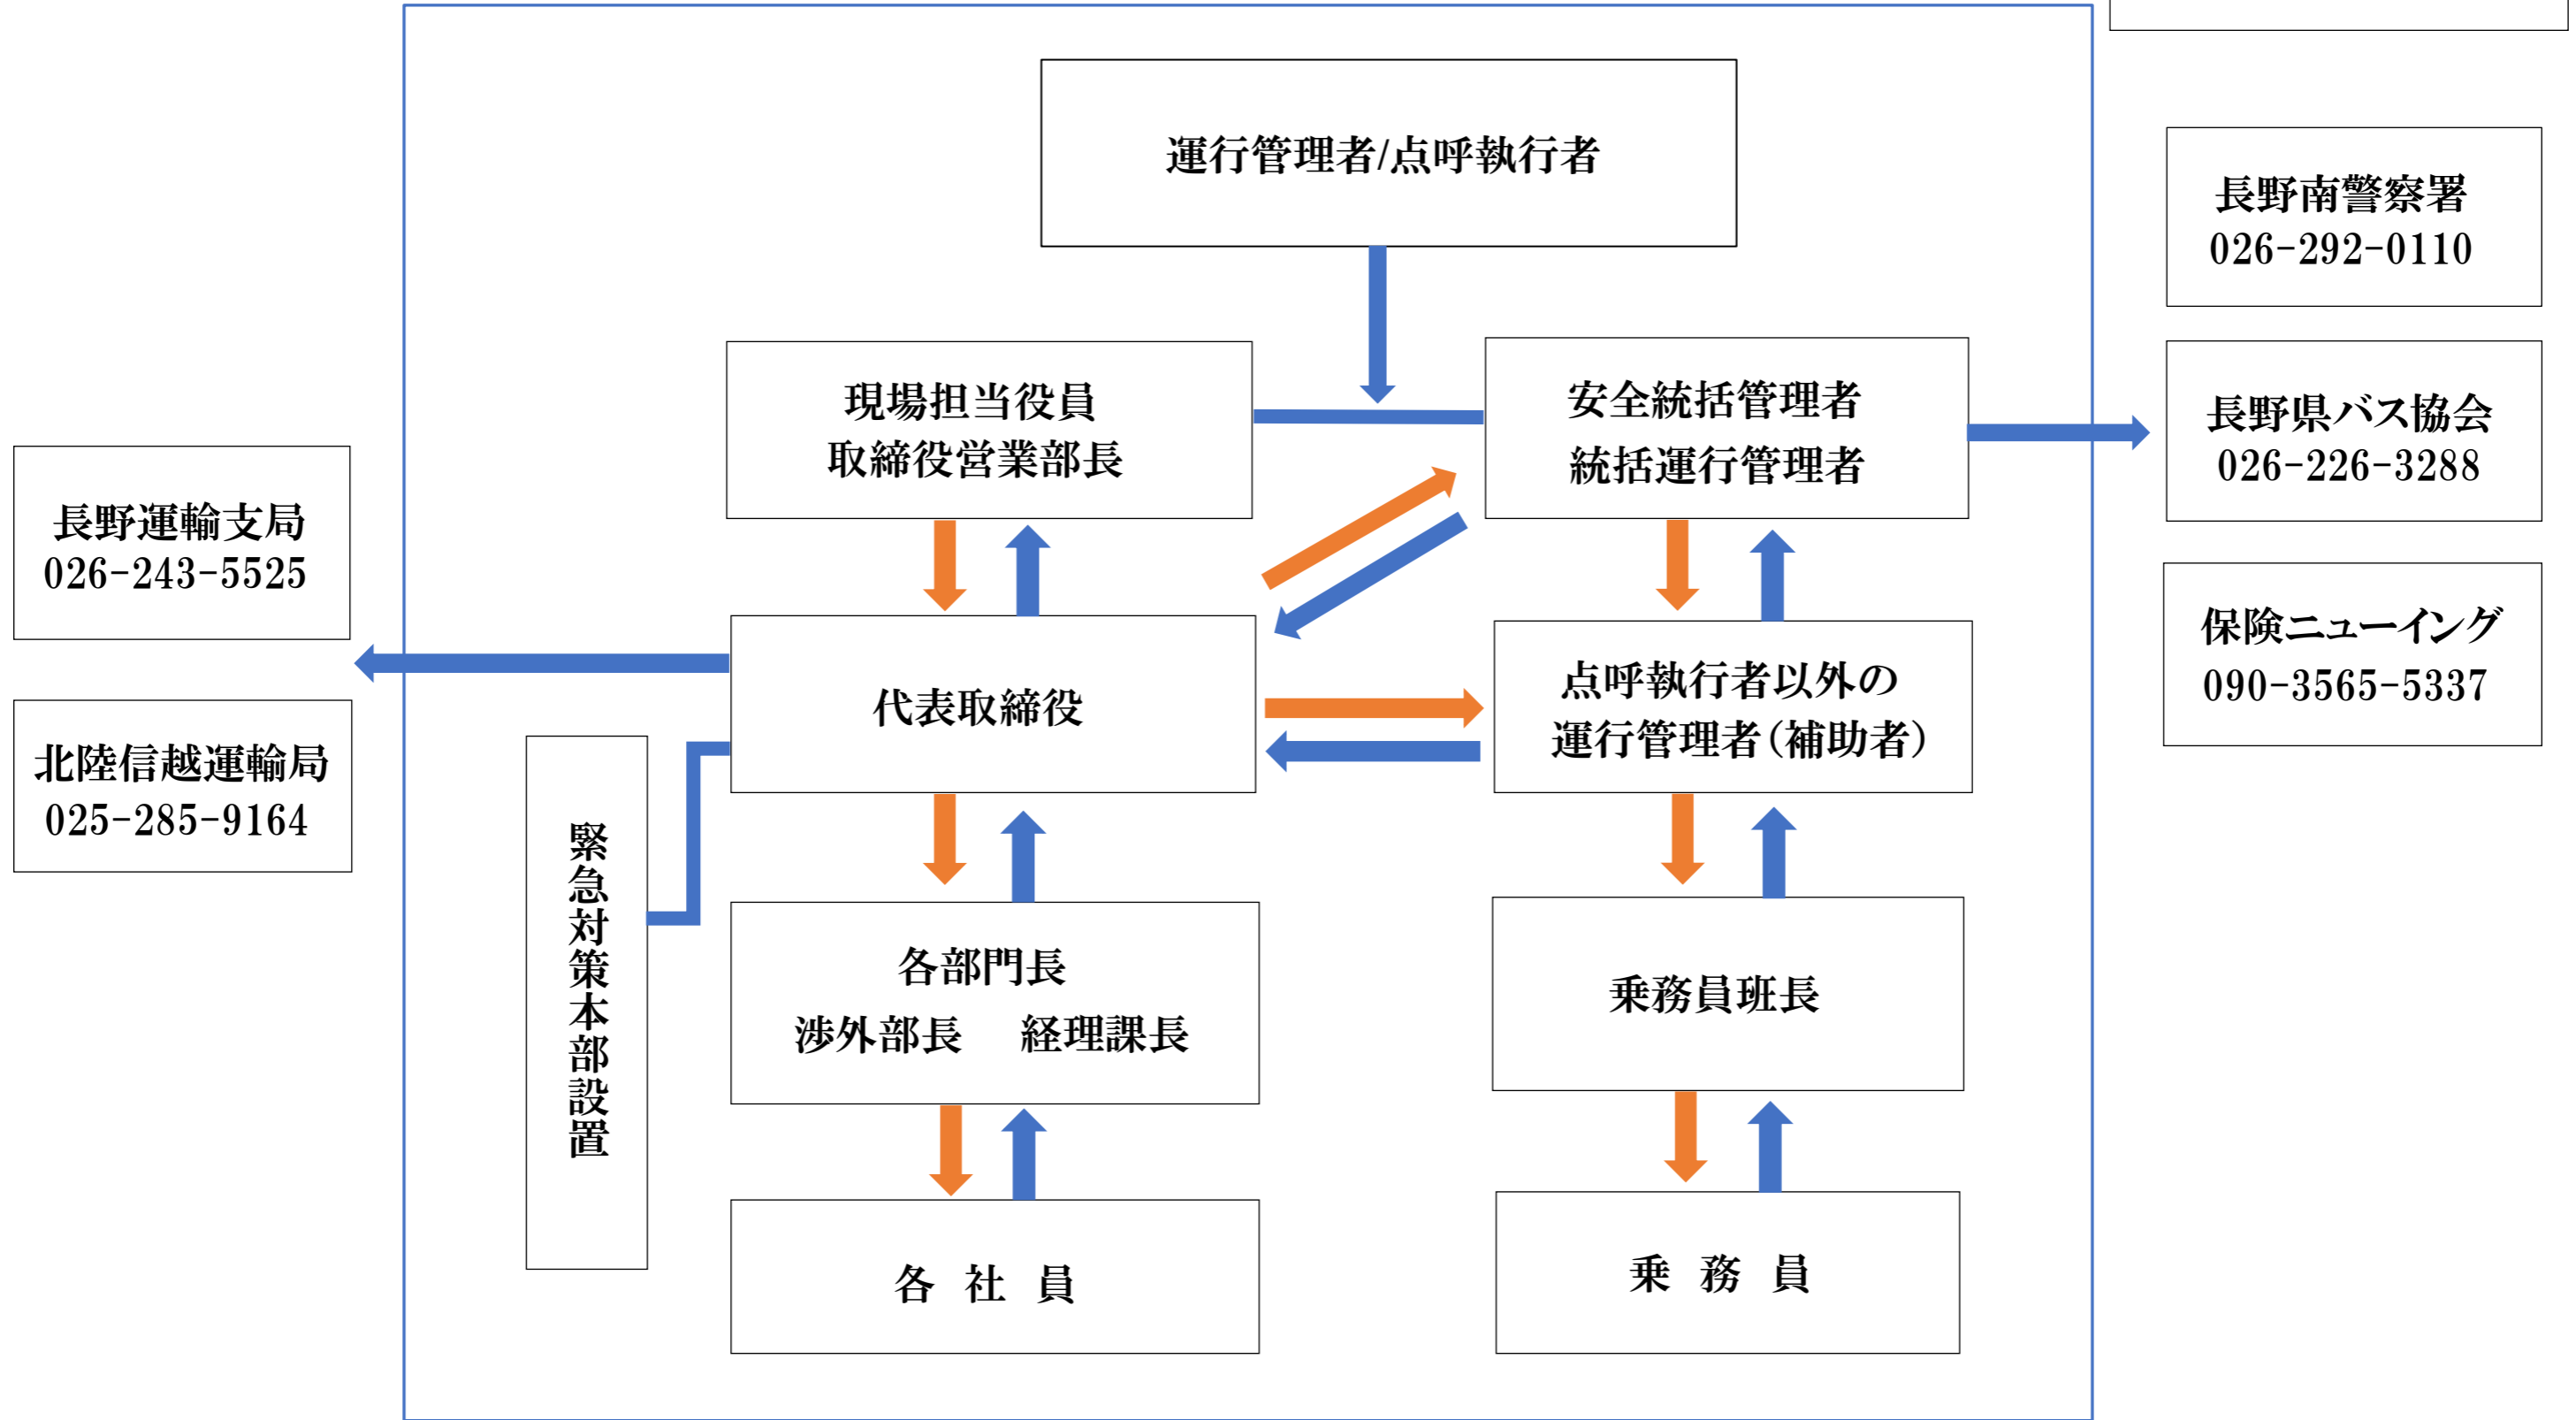 運行管理者/点呼執行者
現場担当役員
取締役営業部長
安全統括管理者
統括運行管理者
長野南警察署
026-292-0110
長野県バス協会
026-226-3288
保険ニューイング
090-3565-5337
長野運輸支局
026-243-5525
北陸信越運輸局
025-285-9164
代表取締役
点呼執行者以外の
運行管理者(補助者)
緊急対策本部設置
各部門長
渉外部長 経理課長
乗務員班長
各 社 員
乗 務 員